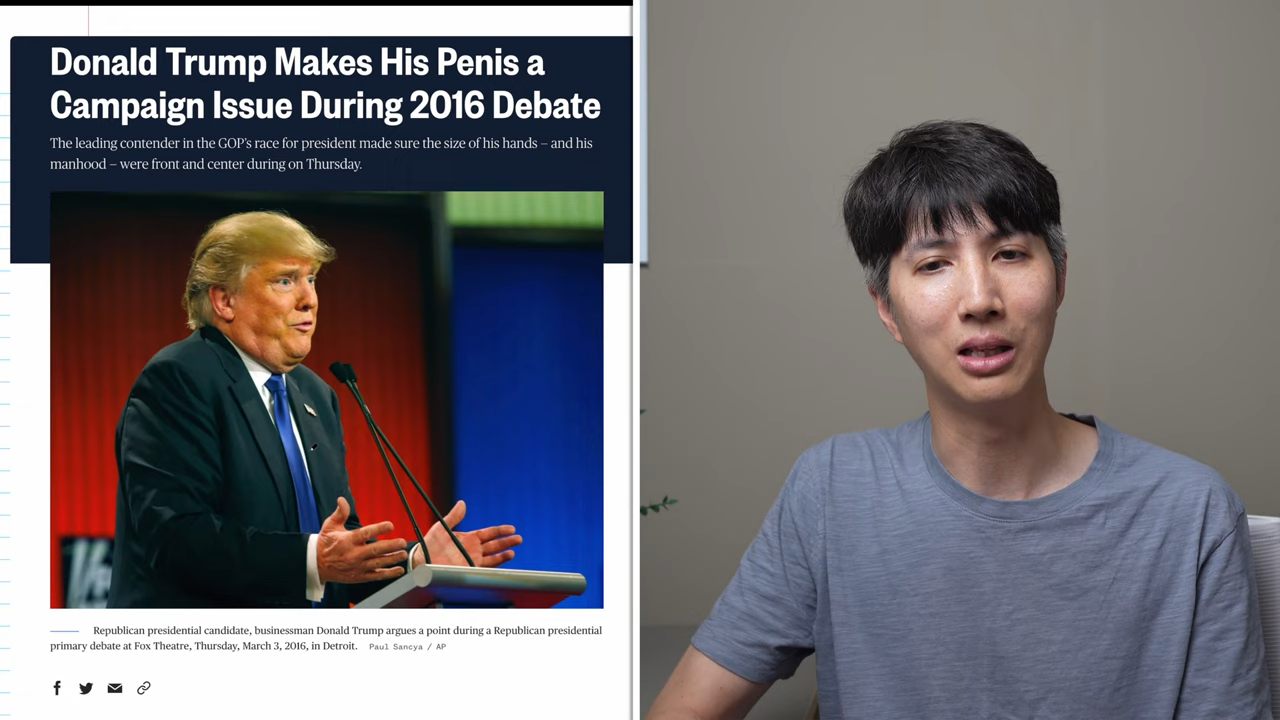 Donald Trump Makes His Penis a
Campaign Issue During 2016 Debate
The leading contender in the GOP's race for president made sure the size of his hands – and his
manhood – were front and center during on Thursday.
Republican presidential candidate, businessman Donald Trump argues a point during a Republican presidential
primary debate at Fox Theatre, Thursday, March 3, 2016, in Detroit. Paul Sancya / AP